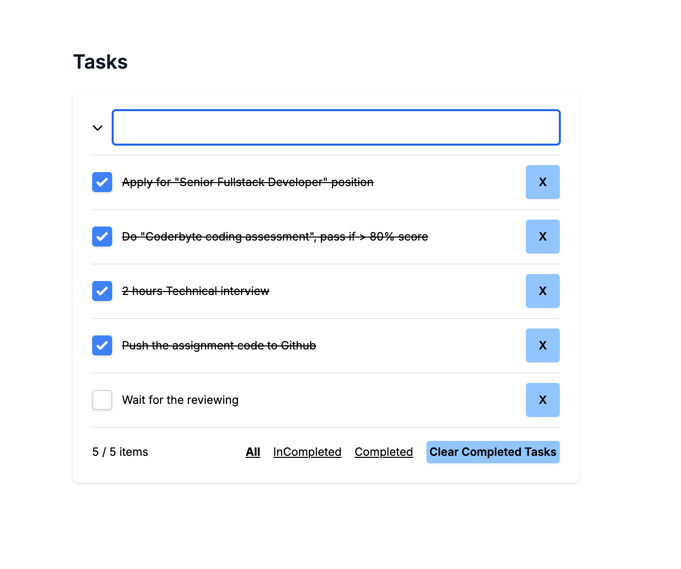 Tasks
Apply for "Senior Fullstack Developer" position X
Do "Coderbyte coding assessment", pass if > 80% score X
2 hours Technical interview X
Push the assignment code to Github X
Wait for the reviewing X
5 / 5 items All InCompleted Completed Clear Completed Tasks